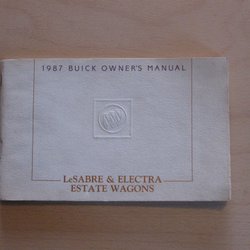 1987 BUICK OWNER'S MANUAL
LeSABRE & ELECTRA
ESTATE WAGONS